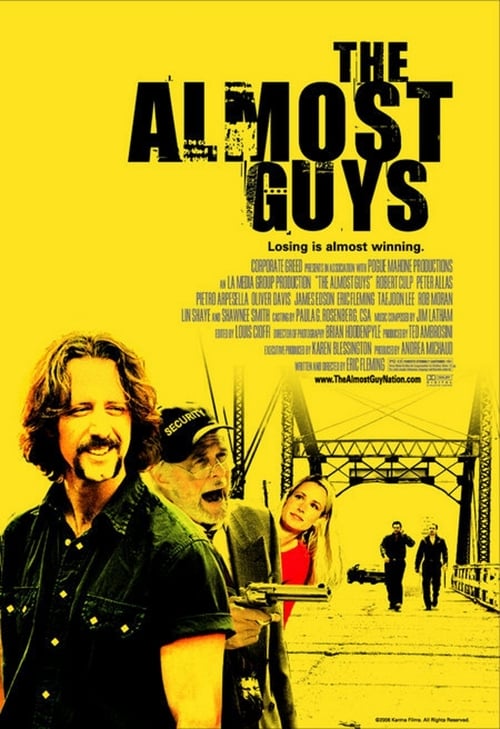 THE
ALMOST
GUYS
Losing is almost winning.
CORPORATE GREED PRESENTS IN ASSOCIATION WITH POGUE MAHONE PRODUCTIONS
AN LA MEDIA GROUP PRODUCTION "THE ALMOST GUYS" ROBERT CULP PETER ALLAS
PIETRO ARPESELLA OLIVER DAVIS JAMES EDSON ERIC FLEMING TAEJOON LEE ROB MORAN
LIN SHAYE AND SHAWNEE SMITH CASTING BY PAULA G. ROSENBERG, CSA MUSIC COMPOSED BY JIM LATHAM
EDITED BY LOUIS CIOFFI DIRECTOR OF PHOTOGRAPHY BRIAN HOODENPYLE PRODUCED BY TED AMBROSINI
EXECUTIVE PRODUCED BY KAREN BLESSINGTON PRODUCED BY ANDREA MICHAUD
WRITTEN AND DIRECTED BY ERIC FLEMING
www.TheAlmostGuyNation.com
DIGITAL
SECURITY
©2006 Karma Films. All Rights Reserved.